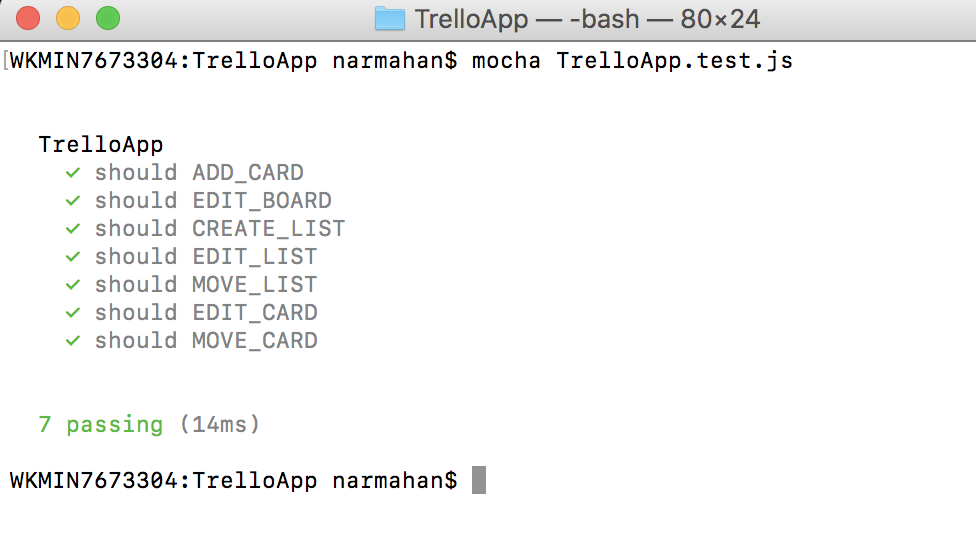 TrelloApp — -bash — 80×24
[WKMIN7673304:TrelloApp narmahan$ mocha TrelloApp.test.js
TrelloApp
✓ should ADD_CARD
✓ should EDIT_BOARD
✓ should CREATE_LIST
✓ should EDIT_LIST
✓ should MOVE_LIST
✓ should EDIT_CARD
✓ should MOVE_CARD
7 passing (14ms)
WKMIN7673304:TrelloApp narmahan$